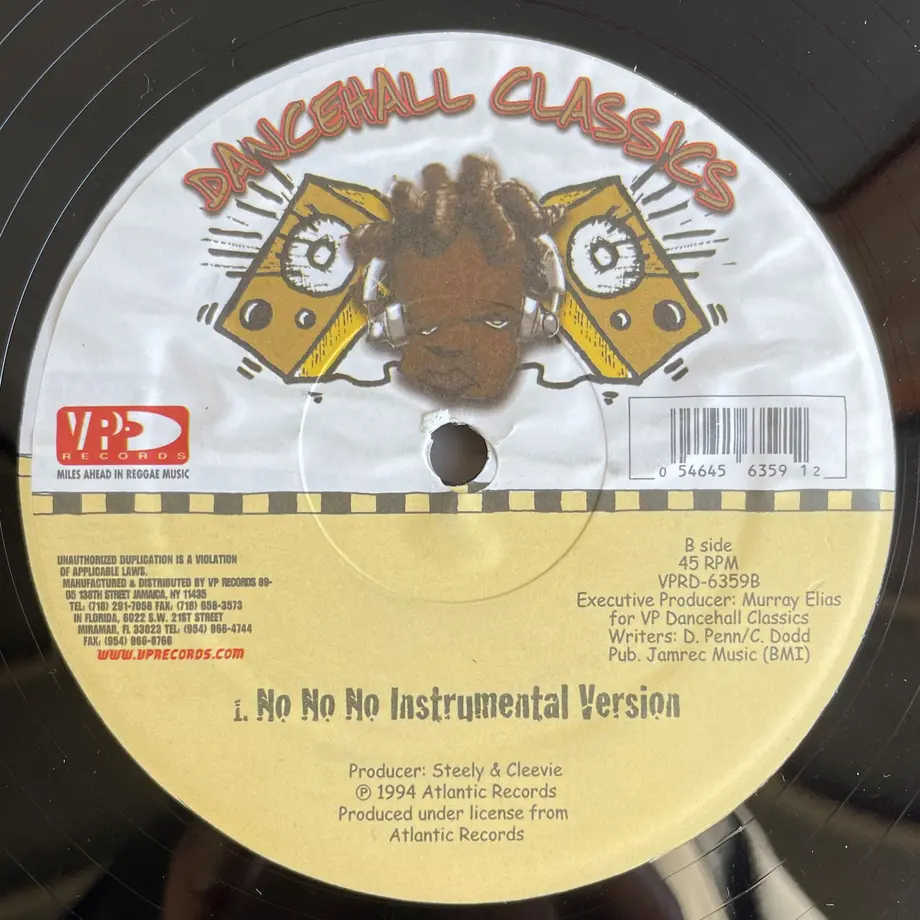 DANCEHALL CLASSICS
VP
RECORDS
MILES AHEAD IN REGGAE MUSIC
0 54645 6359 1 2
UNAUTHORIZED DUPLICATION IS A VIOLATION
OF APPLICABLE LAWS.
MANUFACTURED & DISTRIBUTED BY VP RECORDS 89-
05 138TH STREET JAMAICA, NY 11435
TEL: (718) 291-7058 FAX: (718) 658-3573
IN FLORIDA, 6022 S.W. 21ST STREET
MIRAMAR, FL 33023 TEL: (954) 966-4744
FAX: (954) 966-8766
WWW.VPRECORDS.COM
B side
45 RPM
VPRD-6359B
Executive Producer: Murray Elias
for VP Dancehall Classics
Writers: D. Penn/C. Dodd
Pub. Jamrec Music (BMI)
1. No No No Instrumental Version
Producer: Steely & Cleevie
℗ 1994 Atlantic Records
Produced under license from
Atlantic Records